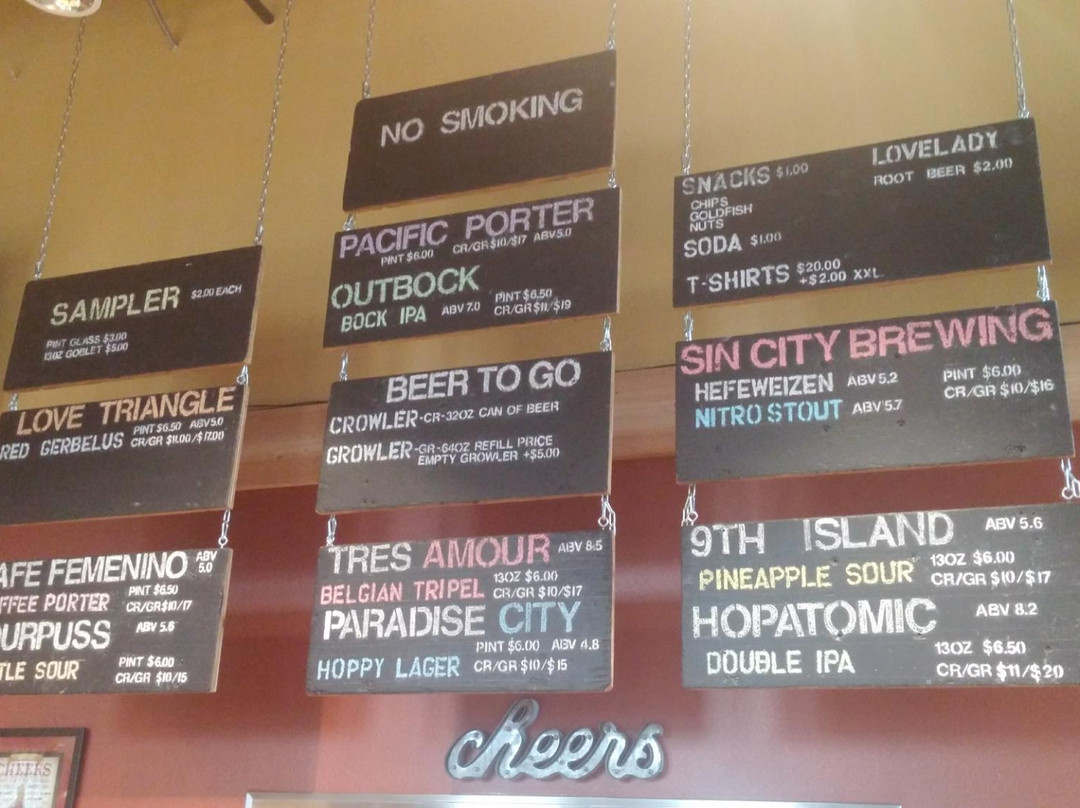 SAMPLER $2.00 EACH
PINT GLASS $3.00
13OZ GOBLET $5.00
LOVE TRIANGLE
RED GERBELUS PINT $6.50 ABV 5.0
CR/GR $11.00/$17.00
AFE FEMENINO ABV 5.0
FFEE PORTER PINT $6.50
CR/GR $10/17
OURPUSS ABV 5.6
TLE SOUR PINT $6.00
CR/GR $10/15
NO SMOKING
PACIFIC PORTER
PINT $6.00 CR/GR $10/$17 ABV 5.0
OUTBOCK
BOCK IPA ABV 7.0 PINT $6.50
CR/GR $11/$19
BEER TO GO
CROWLER-CR-32OZ CAN OF BEER
GROWLER-GR-64OZ REFILL PRICE
EMPTY GROWLER +$5.00
TRES AMOUR ABV 8.5
BELGIAN TRIPEL 13OZ $6.00
CR/GR $10/$17
PARADISE CITY
PINT $6.00 ABV 4.8
HOPPY LAGER CR/GR $10/$15
LOVELADY
SNACKS $1.00 ROOT BEER $2.00
CHIPS
GOLDFISH
NUTS
SODA $1.00
T-SHIRTS $20.00
+$2.00 XXL
SIN CITY BREWING
HEFEWEIZEN ABV 5.2 PINT $6.00
NITRO STOUT ABV 5.7 CR/GR $10/$16
9TH ISLAND ABV 5.6
PINEAPPLE SOUR 13OZ $6.00
CR/GR $10/$17
HOPATOMIC ABV 8.2
DOUBLE IPA 13OZ $6.50
CR/GR $11/$20
cheers
CHEERS